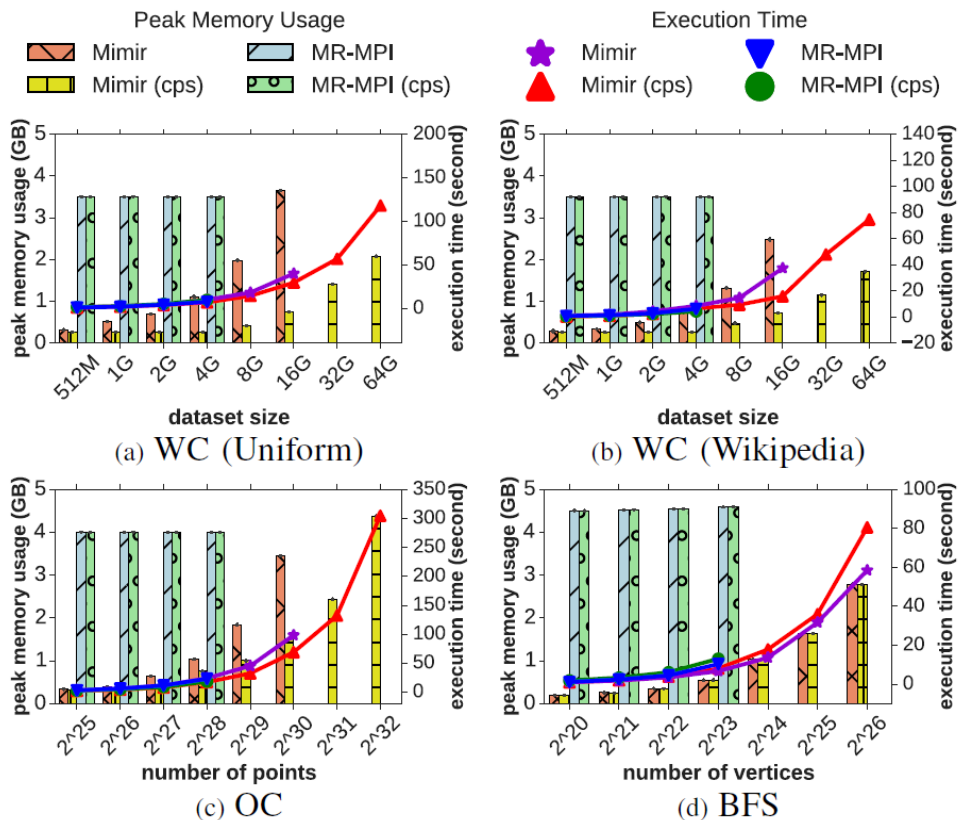 Peak Memory Usage
Execution Time
Mimir
MR-MPI
Mimir
MR-MPI
Mimir (cps)
MR-MPI (cps)
Mimir (cps)
MR-MPI (cps)
peak memory usage (GB)
5
4
3
2
1
0
200
150
100
50
0
execution time (second)
512M 1G 2G 4G 8G 16G 32G 64G
dataset size
(a) WC (Uniform)
peak memory usage (GB)
5
4
3
2
1
0
140
120
100
80
60
40
20
0
−20
execution time (second)
512M 1G 2G 4G 8G 16G 32G 64G
dataset size
(b) WC (Wikipedia)
peak memory usage (GB)
5
4
3
2
1
0
350
300
250
200
150
100
50
0
execution time (second)
2^25 2^26 2^27 2^28 2^29 2^30 2^31 2^32
number of points
(c) OC
peak memory usage (GB)
5
4
3
2
1
0
100
80
60
40
20
0
execution time (second)
2^20 2^21 2^22 2^23 2^24 2^25 2^26
number of vertices
(d) BFS